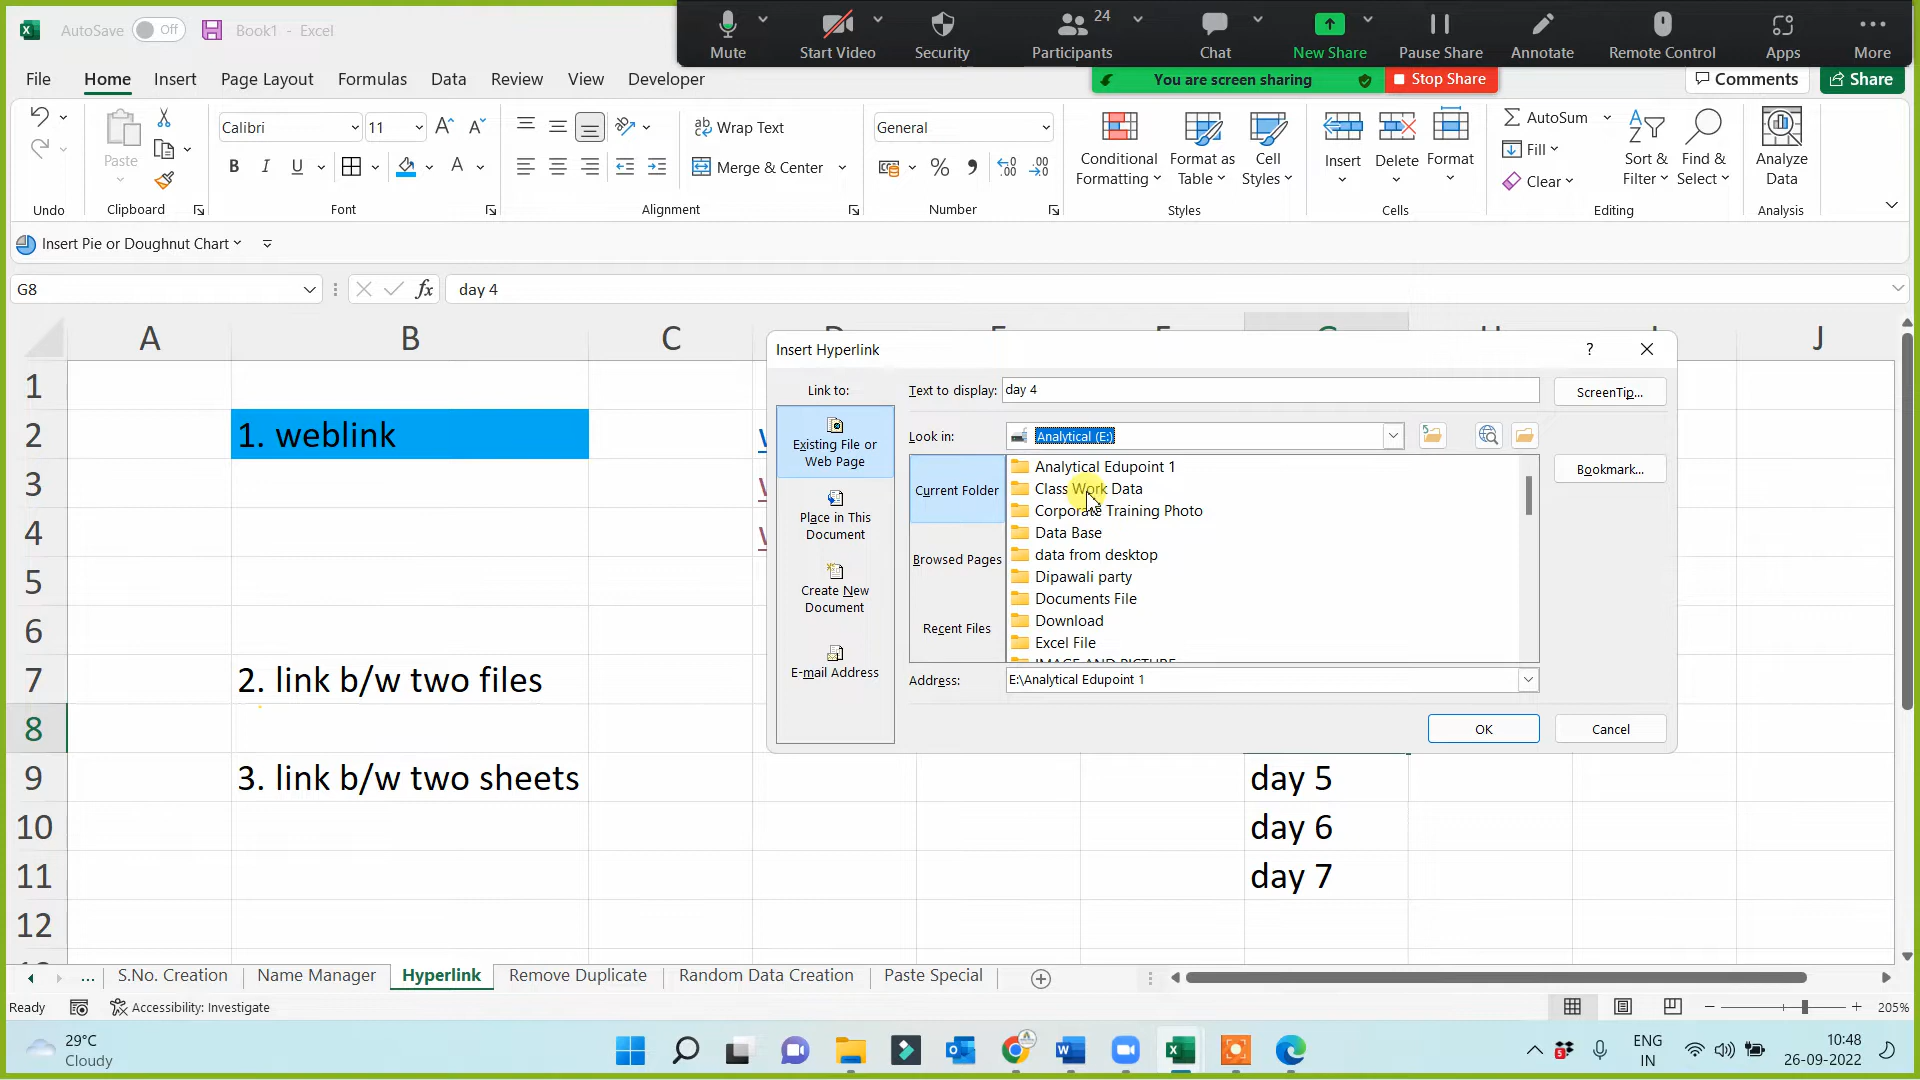 AutoSave Off Book1 - Excel
Mute Start Video Security Participants 24 Chat New Share Pause Share Annotate Remote Control Apps More
You are screen sharing Stop Share
File Home Insert Page Layout Formulas Data Review View Developer Comments Share
Calibri 11 Wrap Text General AutoSum
Paste B I U Merge & Center Fill Clear
Conditional Formatting Format as Table Cell Styles Insert Delete Format Sort & Filter Find & Select Analyze Data
Undo Clipboard Font Alignment Number Styles Cells Editing Analysis
Insert Pie or Doughnut Chart
G8 fx day 4
A B C J
1
2 1. weblink
3
4
5
6
7 2. link b/w two files
8
9 3. link b/w two sheets day 5
10 day 6
11 day 7
12
Insert Hyperlink ? 
Link to: Text to display: day 4 ScreenTip...
Existing File or Web Page
Place in This Document
Create New Document
E-mail Address
Look in: Analytical (E:)
Bookmark...
Current Folder
Browsed Pages
Recent Files
Analytical Edupoint 1
Class Work Data
Corporate Training Photo
Data Base
data from desktop
Dipawali party
Documents File
Download
Excel File
IMAGE AND PICTURE
Address: E:\Analytical Edupoint 1
OK Cancel
... S.No. Creation Name Manager Hyperlink Remove Duplicate Random Data Creation Paste Special
Ready Accessibility: Investigate 205%
29°C
Cloudy
ENG
IN
10:48
26-09-2022